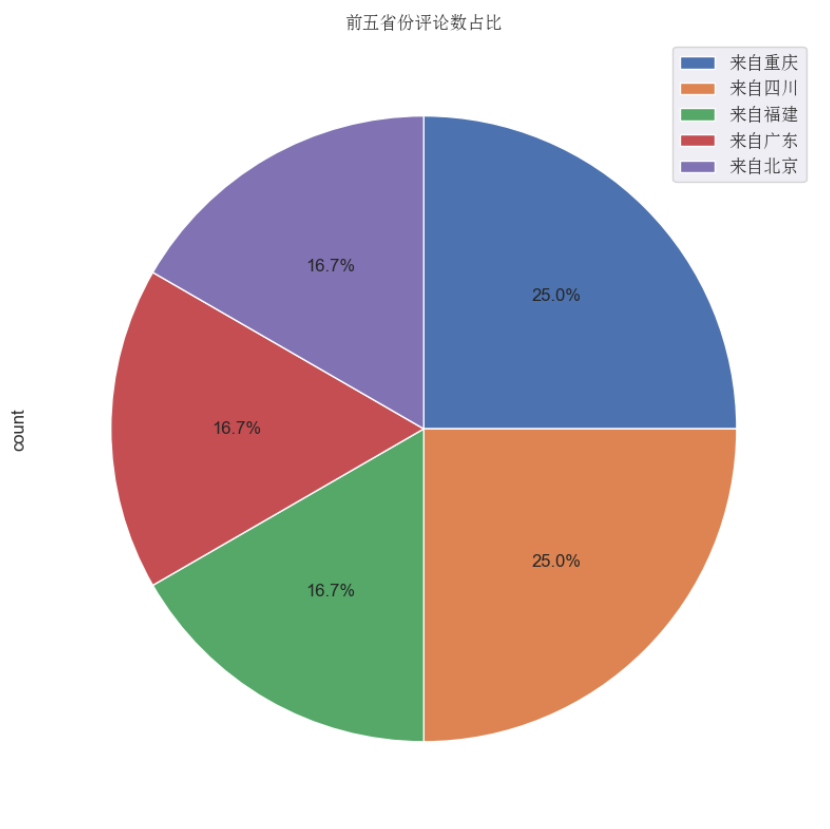 前五省份评论数占比
来自重庆
来自四川
来自福建
来自广东
来自北京
16.7%
25.0%
16.7%
count
25.0%
16.7%